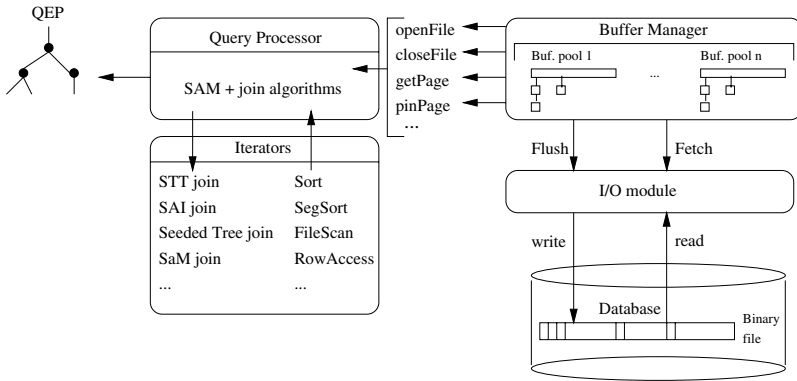 QEP
Query Processor
SAM + join algorithms
Iterators
STT join
SAI join
Seeded Tree join
SaM join
...
Sort
SegSort
FileScan
RowAccess
...
openFile
closeFile
getPage
pinPage
...
Buffer Manager
Buf. pool 1
...
Buf. pool n
Flush
Fetch
I/O module
write
read
Database
Binary
file